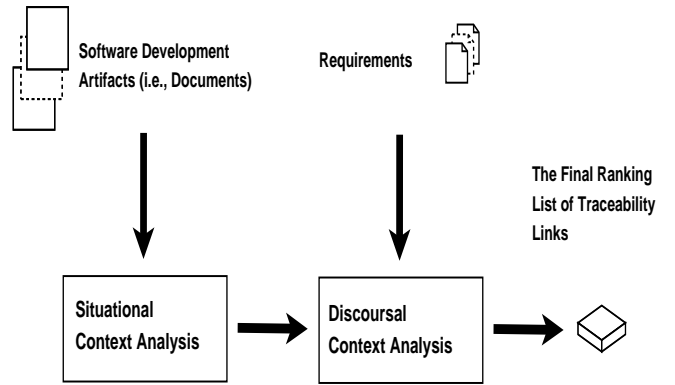 Software Development
Artifacts (i.e., Documents)
Requirements
The Final Ranking
List of Traceability
Links
Situational
Context Analysis
Discoursal
Context Analysis